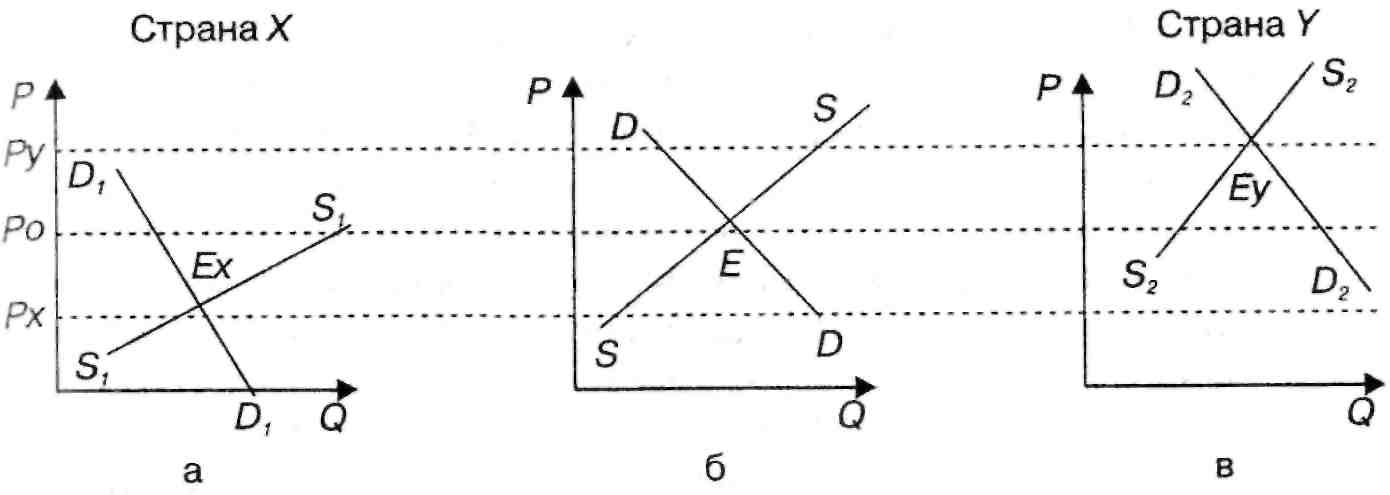 Страна X
Страна Y
P
Py
Po
Px
D₁
S₁
Ex
S₁
D₁
Q
а
P
D
S
E
S
D
Q
б
P
D₂
S₂
Ey
S₂
D₂
Q
в